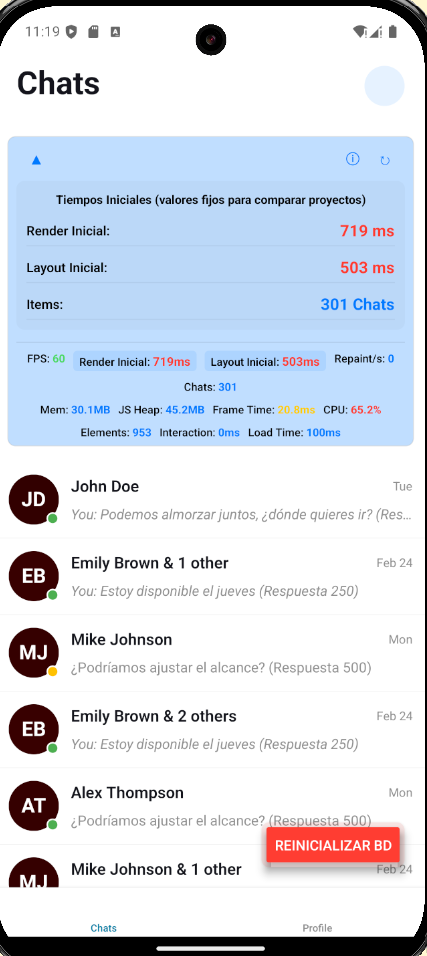 11:19
Chats
Tiempos Iniciales (valores fijos para comparar proyectos)
Render Inicial: 719 ms
Layout Inicial: 503 ms
Items: 301 Chats
FPS: 60 Render Inicial: 719ms Layout Inicial: 503ms Repaint/s: 0
Chats: 301
Mem: 30.1MB JS Heap: 45.2MB Frame Time: 20.8ms CPU: 65.2%
Elements: 953 Interaction: 0ms Load Time: 100ms
JD John Doe Tue
You: Podemos almorzar juntos, ¿dónde quieres ir? (Res...
EB Emily Brown & 1 other Feb 24
You: Estoy disponible el jueves (Respuesta 250)
MJ Mike Johnson Mon
¿Podríamos ajustar el alcance? (Respuesta 500)
EB Emily Brown & 2 others Feb 24
You: Estoy disponible el jueves (Respuesta 250)
AT Alex Thompson Mon
¿Podríamos ajustar el alcance? (Respuesta 500)
REINICIALIZAR BD
MJ Mike Johnson & 1 other Feb 24
Chats Profile